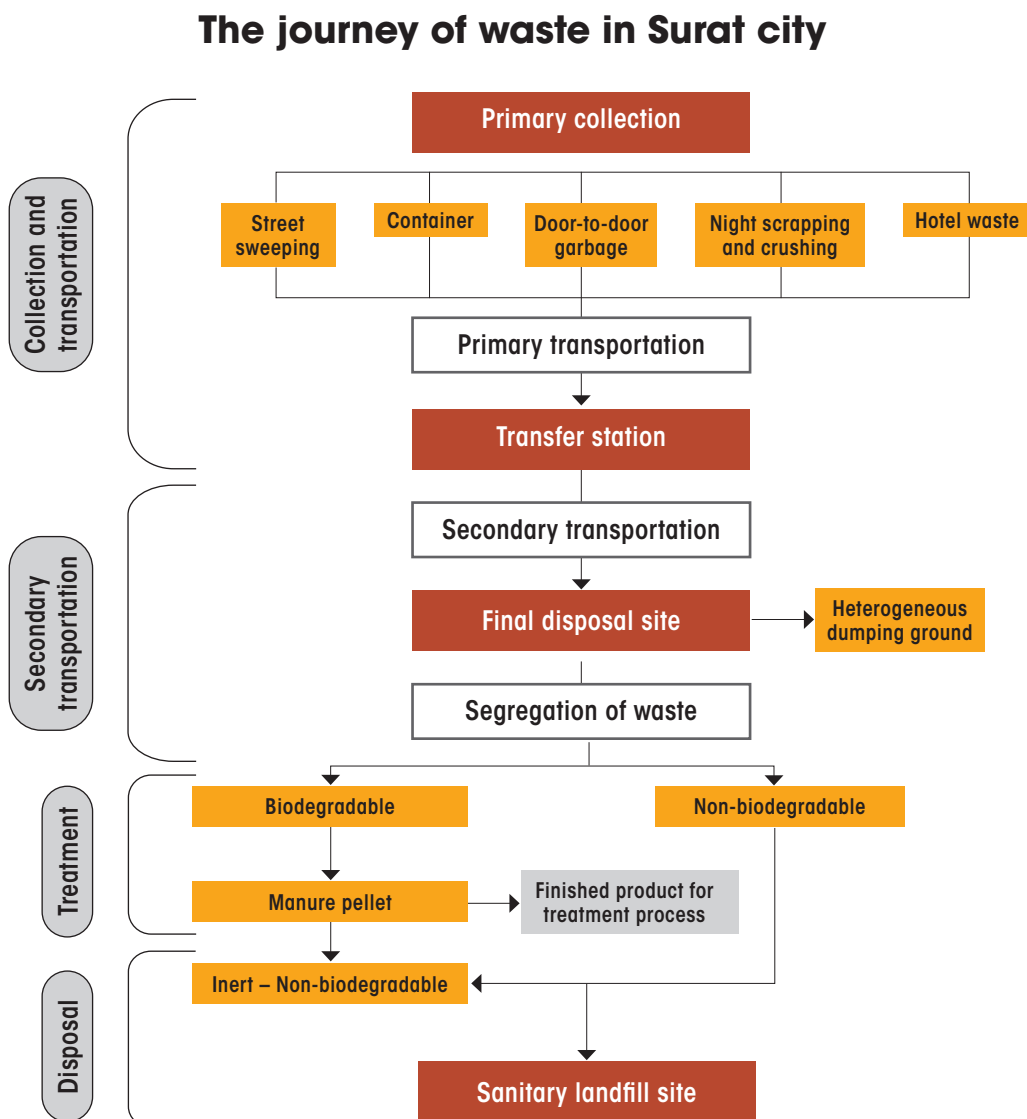 The journey of waste in Surat city
Collection and
transportation
Primary collection
Street
sweeping
Container
Door-to-door
garbage
Night scrapping
and crushing
Hotel waste
Primary transportation
Transfer station
Secondary
transportation
Secondary transportation
Final disposal site
Heterogeneous
dumping ground
Segregation of waste
Treatment
Biodegradable
Non-biodegradable
Manure pellet
Finished product for
treatment process
Disposal
Inert – Non-biodegradable
Sanitary landfill site